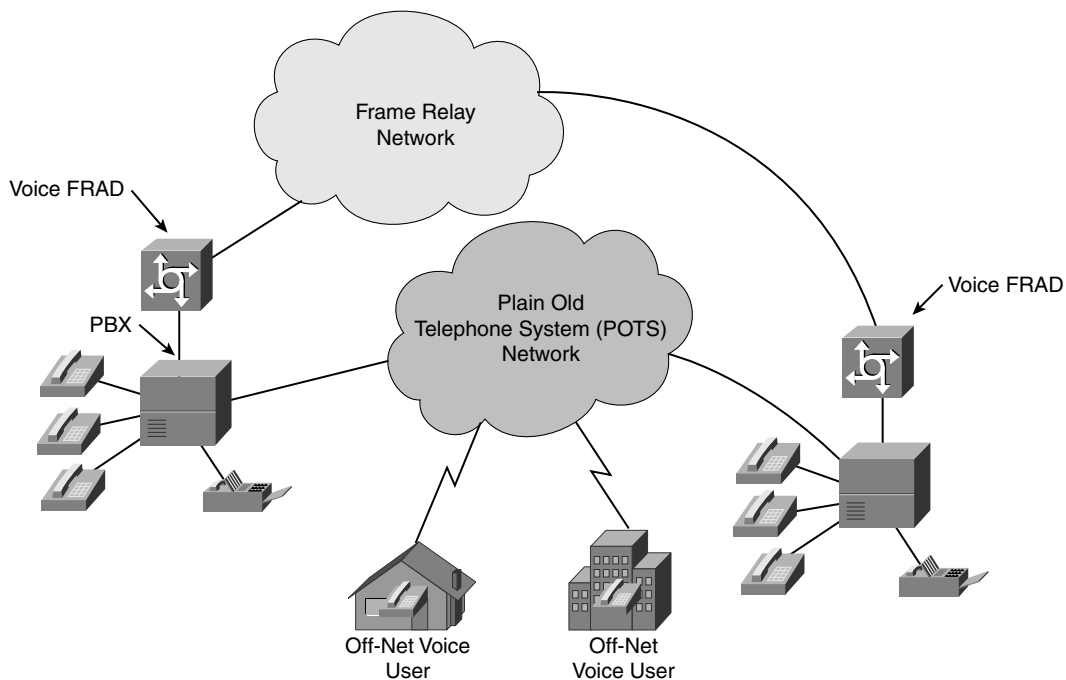 Frame Relay
Network
Voice FRAD
Plain Old
Telephone System (POTS)
Network
Voice FRAD
PBX
Off-Net Voice
User
Off-Net
Voice User